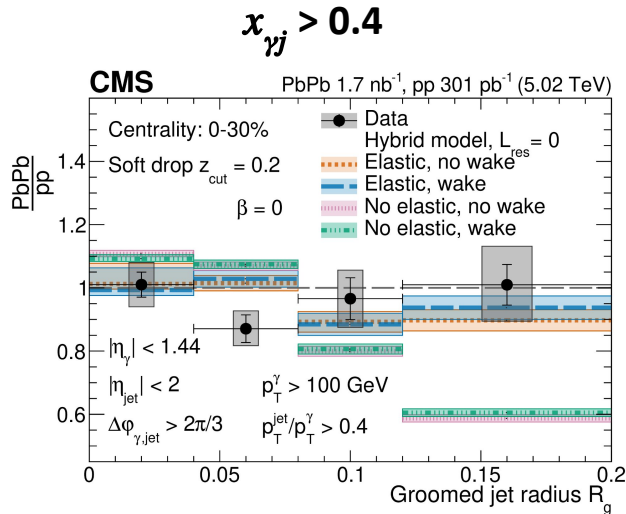 x_γj > 0.4
CMS
PbPb 1.7 nb⁻¹, pp 301 pb⁻¹ (5.02 TeV)
Centrality: 0-30%
Soft drop z_cut = 0.2
β = 0
Data
Hybrid model, L_res = 0
Elastic, no wake
Elastic, wake
No elastic, no wake
No elastic, wake
PbPb
pp
1.4
1.2
1
0.8
0.6
|η_γ| < 1.44
|η_jet| < 2
Δφ_γ,jet > 2π/3
p_T^γ > 100 GeV
p_T^jet/p_T^γ > 0.4
0 0.05 0.1 0.15 0.2
Groomed jet radius R_g